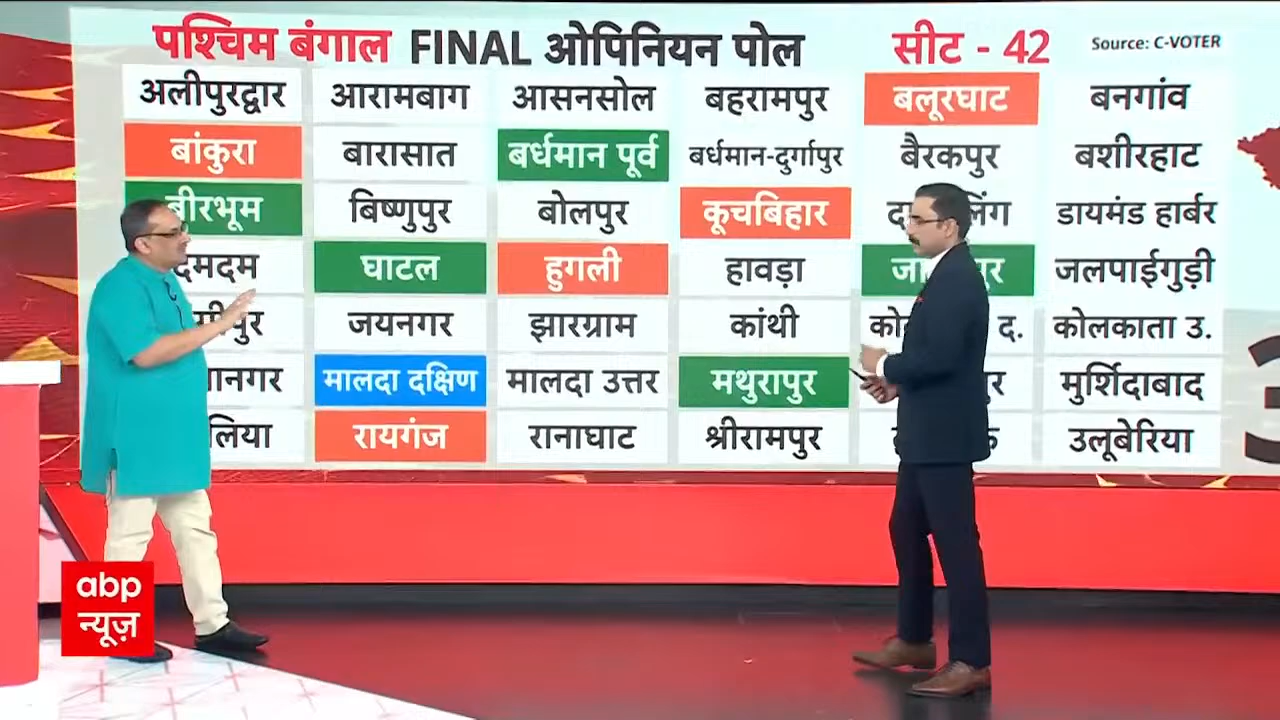 पश्चिम बंगाल FINAL ओपिनियन पोल सीट - 42 Source: C-VOTER
अलीपुरद्वार आरामबाग आसनसोल बहरामपुर बलूरघाट बनगांव
बांकुरा बारासात बर्धमान पूर्व बर्धमान-दुर्गापुर बैरकपुर बशीरहाट
बीरभूम बिष्णुपुर बोलपुर कूचबिहार डायमंड हार्बर
दमदम घाटल हुगली हावड़ा जलपाईगुड़ी
जयनगर झारग्राम कांथी द. कोलकाता उ.
मालदा दक्षिण मालदा उत्तर मथुरापुर मुर्शिदाबाद
रायगंज रानाघाट श्रीरामपुर उलूबेरिया
abp
न्यूज़